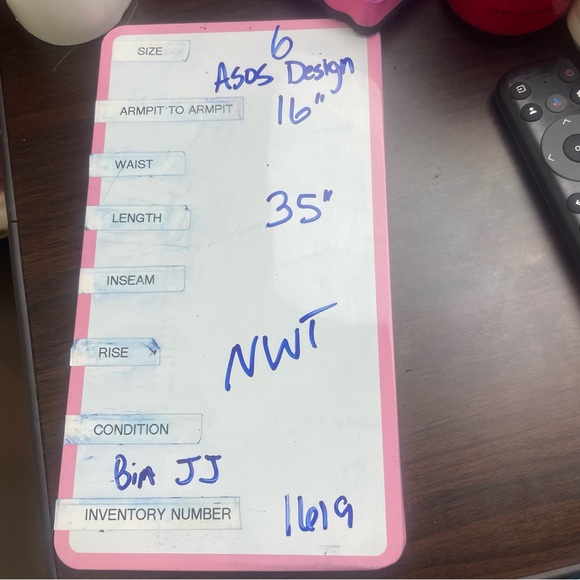 SIZE 6
ASOS Design
ARMPIT TO ARMPIT 16"
WAIST
LENGTH 35"
INSEAM
RISE NWT
CONDITION
Bin JJ
INVENTORY NUMBER 1619